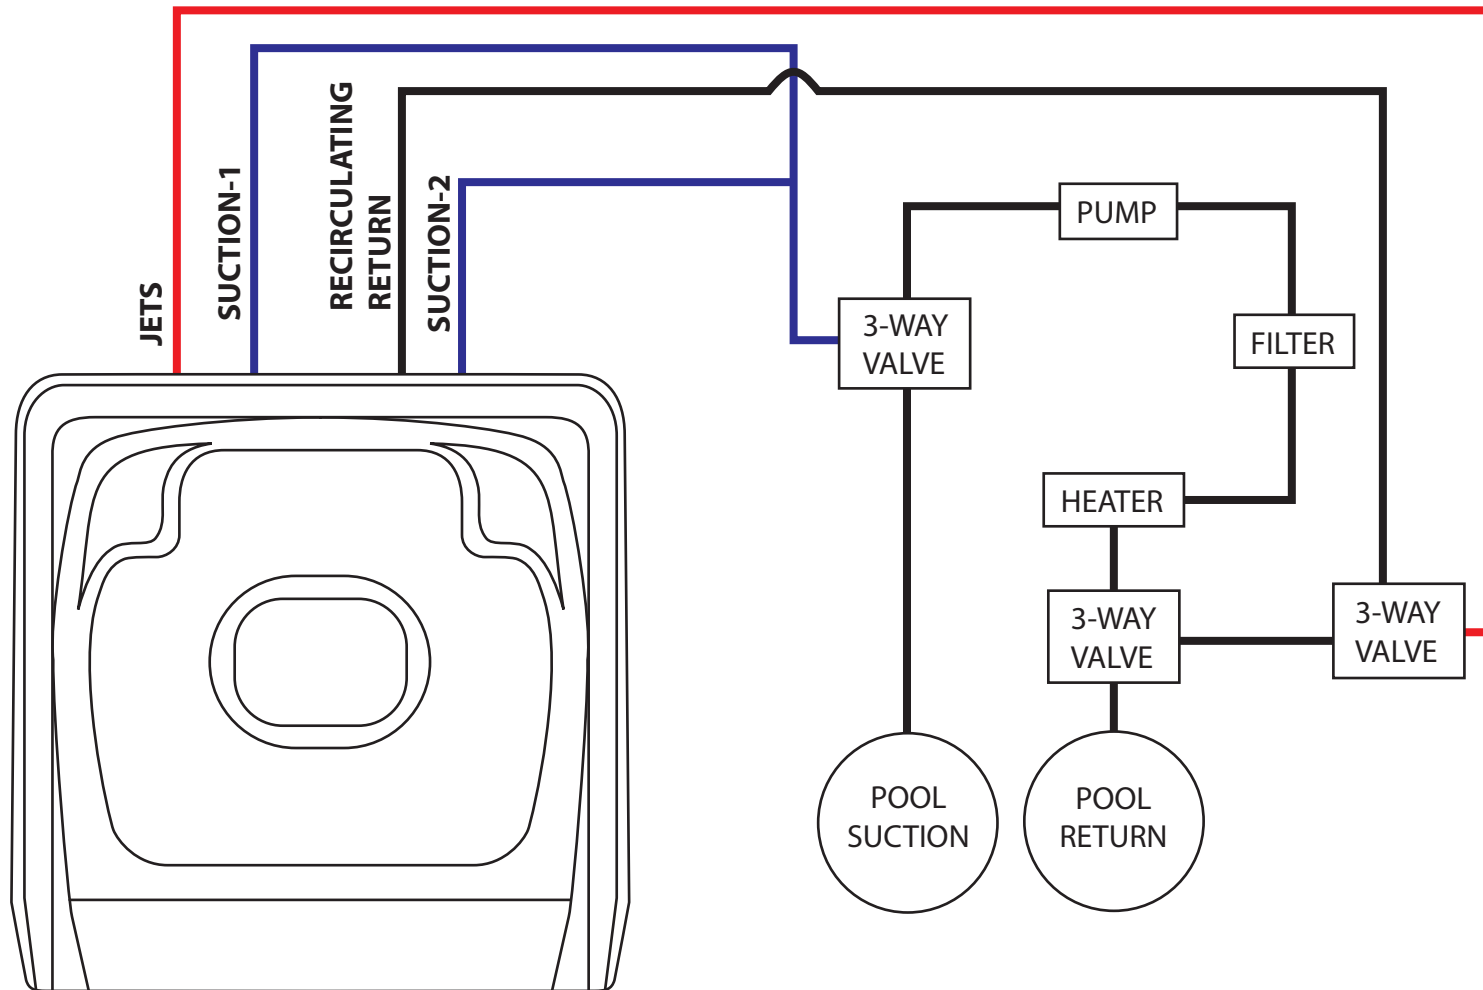 JETS
SUCTION-1
RECIRCULATING
RETURN
SUCTION-2
PUMP
3-WAY
VALVE
FILTER
HEATER
3-WAY
VALVE
3-WAY
VALVE
POOL
SUCTION
POOL
RETURN